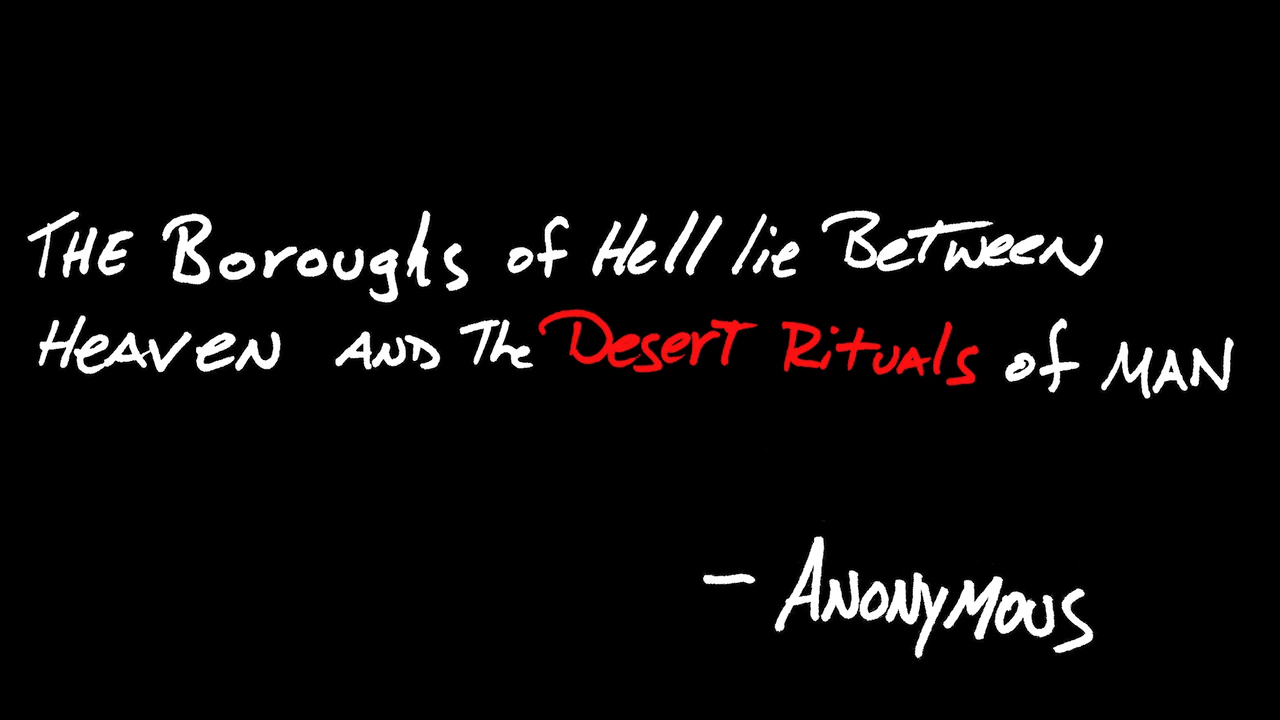 THE Boroughs of Hell lie Between
HEAVEN AND The Desert Rituals of MAN
- ANONYMOUS